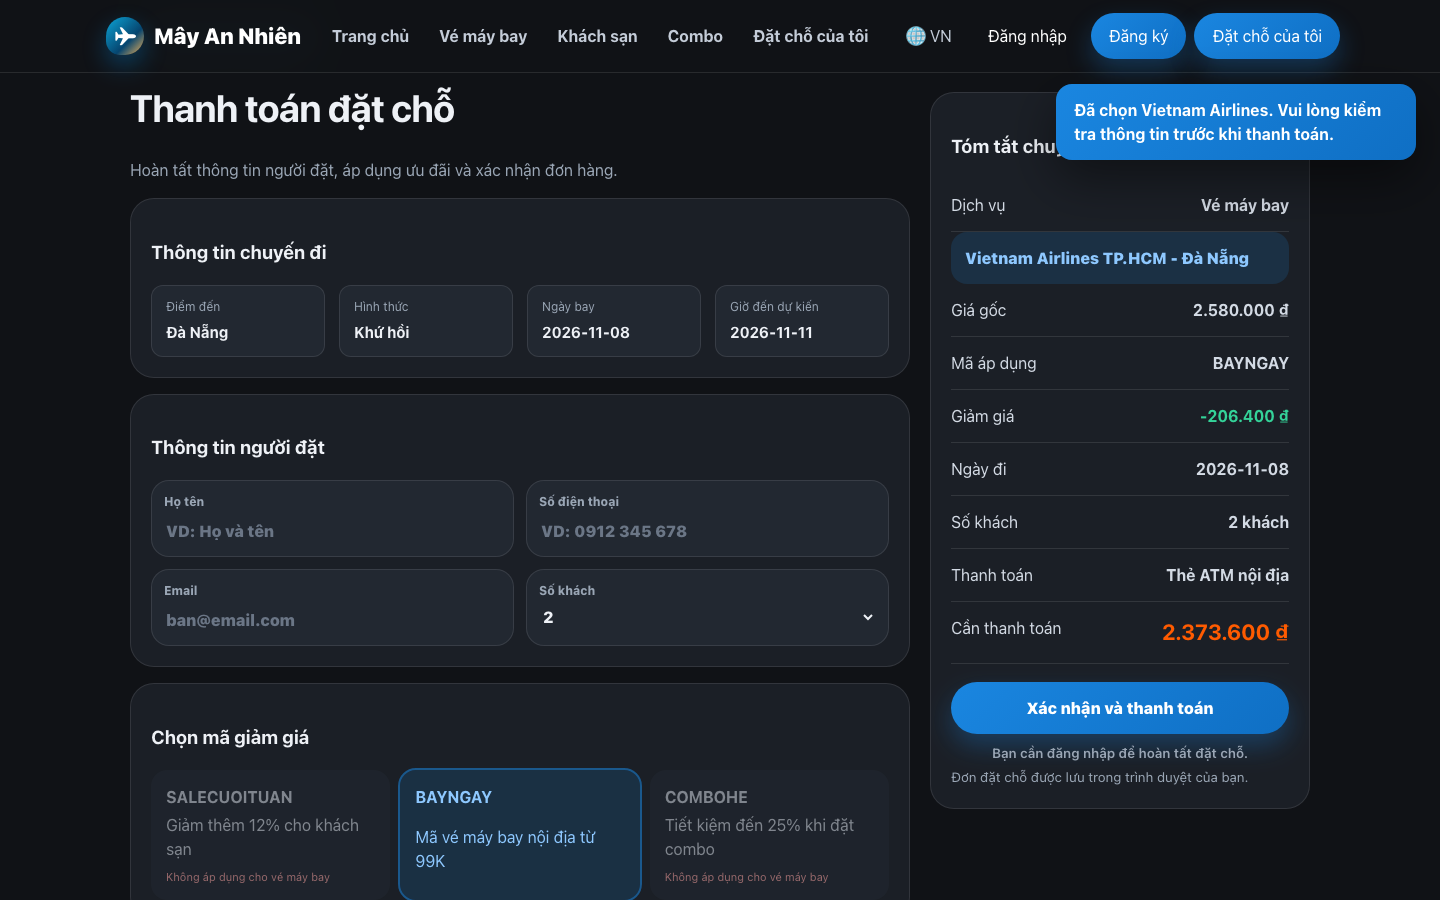 Mây An Nhiên
Trang chủ
Vé máy bay
Khách sạn
Combo
Đặt chỗ của tôi
VN
Đăng nhập
Đăng ký
Đặt chỗ của tôi
Đã chọn Vietnam Airlines. Vui lòng kiểm
tra thông tin trước khi thanh toán.
Thanh toán đặt chỗ
Hoàn tất thông tin người đặt, áp dụng ưu đãi và xác nhận đơn hàng.
Thông tin chuyến đi
Điểm đến
Đà Nẵng
Hình thức
Khứ hồi
Ngày bay
2026-11-08
Giờ đến dự kiến
2026-11-11
Thông tin người đặt
Họ tên
VD: Họ và tên
Số điện thoại
VD: 0912 345 678
Email
ban@email.com
Số khách
2
Chọn mã giảm giá
SALECUOITUAN
Giảm thêm 12% cho khách
sạn
Không áp dụng cho vé máy bay
BAYNGAY
Mã vé máy bay nội địa từ
99K
COMBOHE
Tiết kiệm đến 25% khi đặt
combo
Không áp dụng cho vé máy bay
Tóm tắt
Dịch vụ
Vé máy bay
Vietnam Airlines TP.HCM - Đà Nẵng
Giá gốc
2.580.000 ₫
Mã áp dụng
BAYNGAY
Giảm giá
-206.400 ₫
Ngày đi
2026-11-08
Số khách
2 khách
Thanh toán
Thẻ ATM nội địa
Cần thanh toán
2.373.600 ₫
Xác nhận và thanh toán
Bạn cần đăng nhập để hoàn tất đặt chỗ.
Đơn đặt chỗ được lưu trong trình duyệt của bạn.